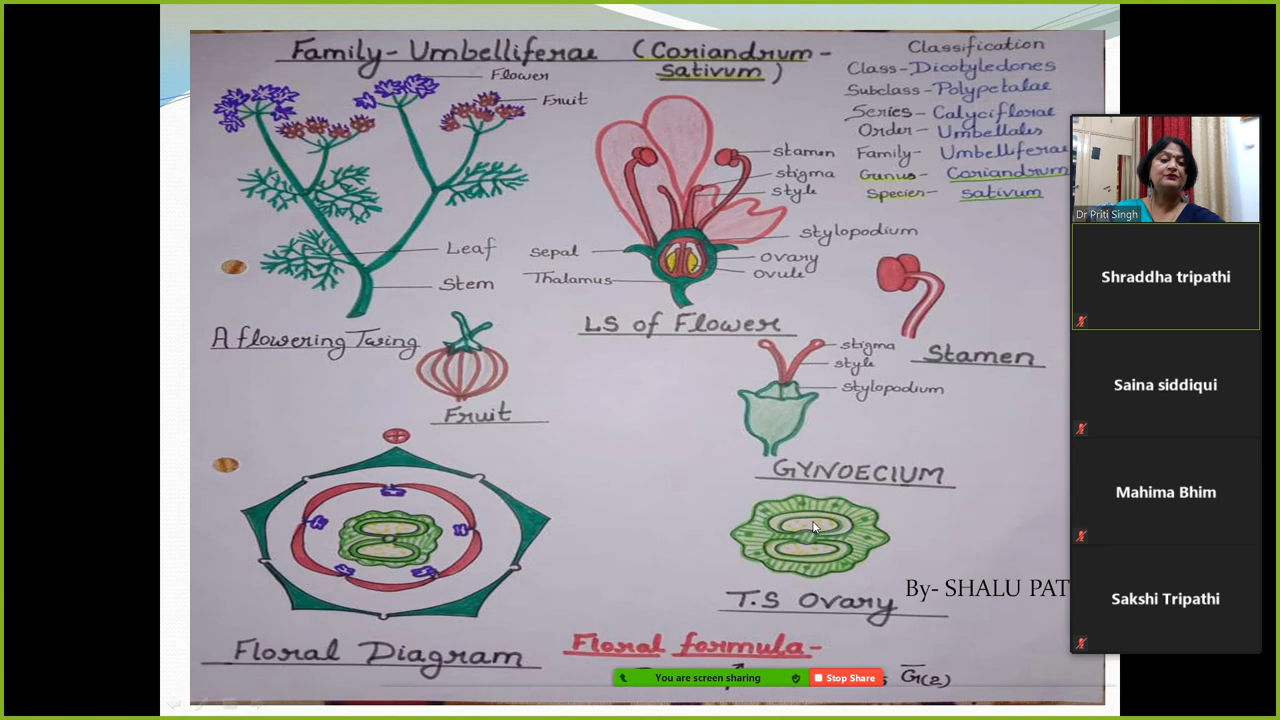 Family- Umbelliferae (Coriandrum-
sativum)
Classification
Class- Dicotyledones
Subclass- Polypetalae
Series- Calyciflorae
Order- Umbellales
Family- Umbelliferae
Genus- Coriandrum
Species- sativum
Flower
Fruit
Leaf
Stem
A flowering Twing
Fruit
stamen
stigma
style
stylopodium
sepal
ovary
ovule
Thalamus
LS of Flower
Stamen
stigma
style
stylopodium
GYNOECIUM
T.S Ovary
By- SHALU PAT
Floral Diagram
Floral formula-
G(2)
You are screen sharing
Stop Share
Dr Priti Singh
Shraddha tripathi
Saina siddiqui
Mahima Bhim
Sakshi Tripathi